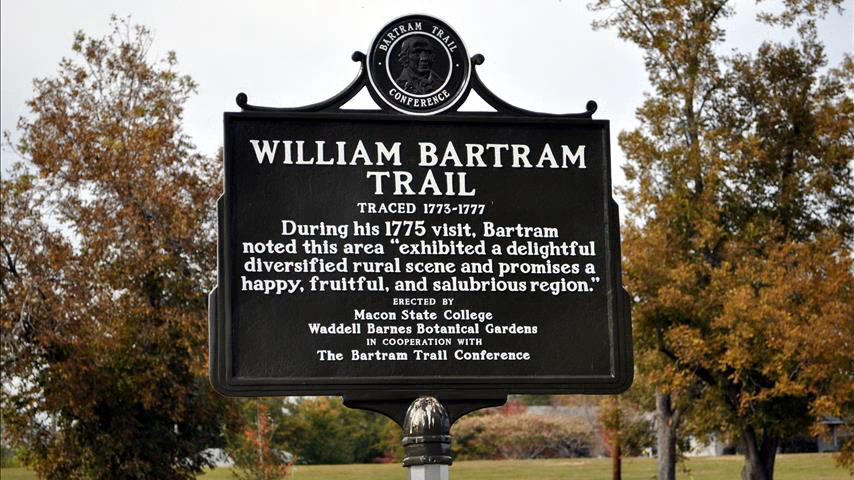 BARTRAM TRAIL
CONFERENCE
WILLIAM BARTRAM
TRAIL
TRACED 1773-1777
During his 1775 visit, Bartram
noted this area “exhibited a delightful
diversified rural scene and promises a
happy, fruitful, and salubrious region.”
ERECTED BY
Macon State College
Waddell Barnes Botanical Gardens
IN COOPERATION WITH
The Bartram Trail Conference